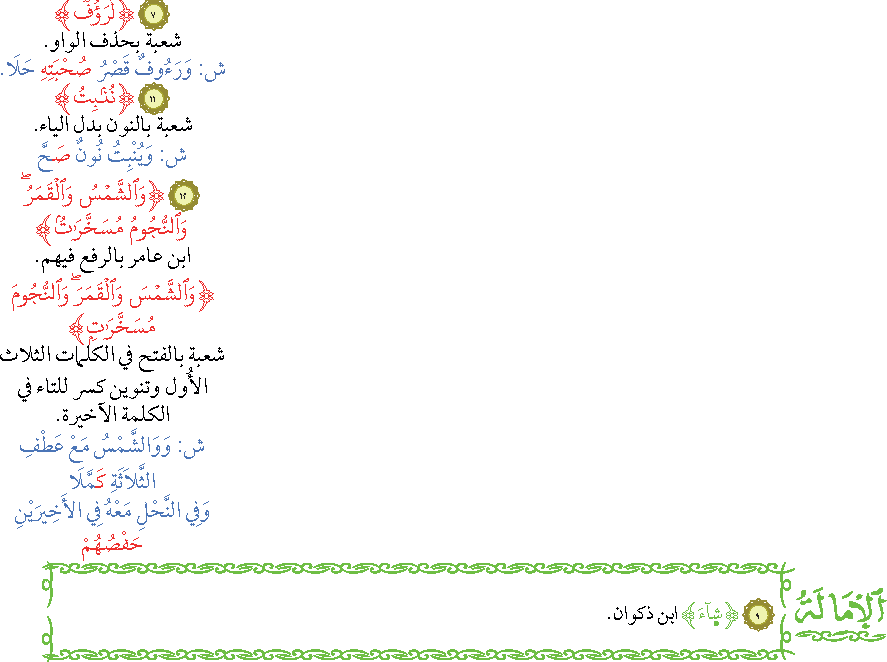 ٧ ﴿لَرَؤُفٌ﴾
شعبة بحذف الواو.
ش: وَرَءُوفٌ قَصْرُ صُحْبَتِهِ حَلَا.
١١ ﴿نُنۢبِتُ﴾
شعبة بالنون بدل الياء.
ش: وَيُنْبِتُ نُونٌ صَحَّ
١٢ ﴿وَٱلشَّمْسُ وَٱلْقَمَرُۖ
وَٱلنُّجُومُ مُسَخَّرَٰتٌۢ﴾
ابن عامر بالرفع فيهم.
﴿وَٱلشَّمْسَ وَٱلْقَمَرَۖ وَٱلنُّجُومَ
مُسَخَّرَٰتٍۭ﴾
شعبة بالفتح في الكلمات الثلاث
الأُول وتنوين كسر للتاء في
الكلمة الآخيرة.
ش: وَوَالشَّمْسُ مَعْ عَطْفِ
الثَّلَاثَةِ كَمَّلَا
وَفِي النَّحْلِ مَعْهُ فِي الأَخِيرَيْنِ
حَفْصُهُمْ
ٱلْإِمَالَةُ
٩ ﴿شَآءَ﴾ ابن ذكوان.